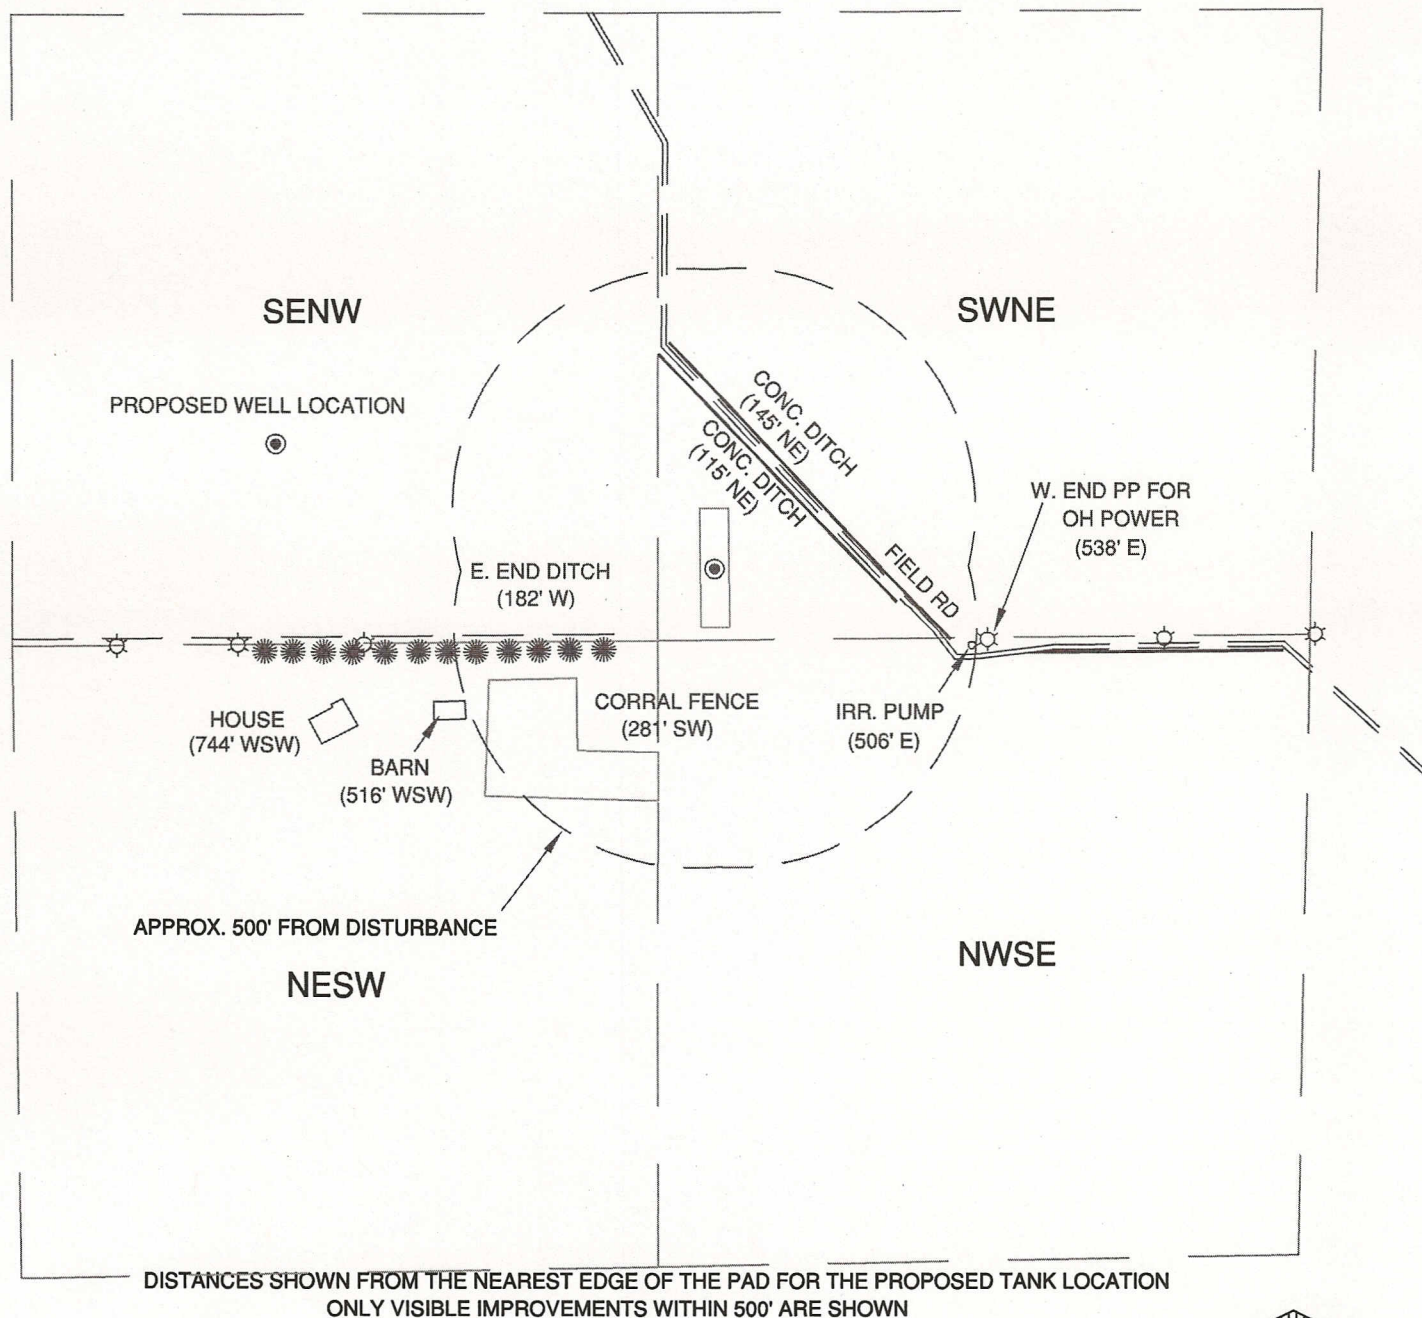 SENW
SWNE
PROPOSED WELL LOCATION
CONC. DITCH
(145' NE)
CONC. DITCH
(115' NE)
W. END PP FOR
OH POWER
(538' E)
E. END DITCH
(182' W)
FIELD RD
HOUSE
(744' WSW)
BARN
(516' WSW)
CORRAL FENCE
(281' SW)
IRR. PUMP
(506' E)
APPROX. 500' FROM DISTURBANCE
NESW
NWSE
DISTANCES SHOWN FROM THE NEAREST EDGE OF THE PAD FOR THE PROPOSED TANK LOCATION
ONLY VISIBLE IMPROVEMENTS WITHIN 500' ARE SHOWN